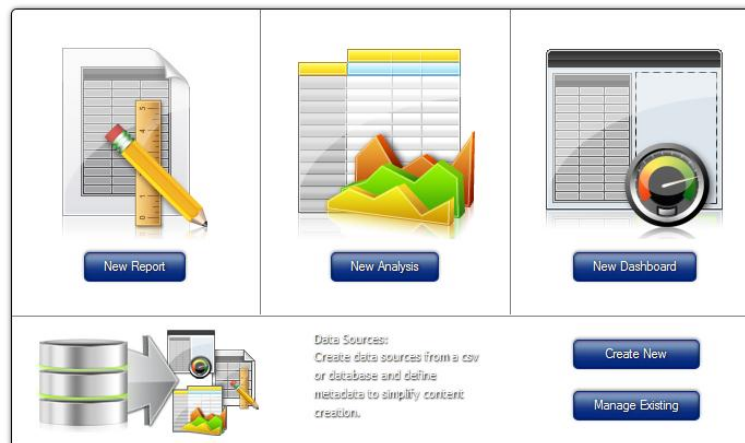 New Report
New Analysis
New Dashboard
Data Sources:
Create data sources from a csv
or database and define
metadata to simplify content
creation.
Create New
Manage Existing